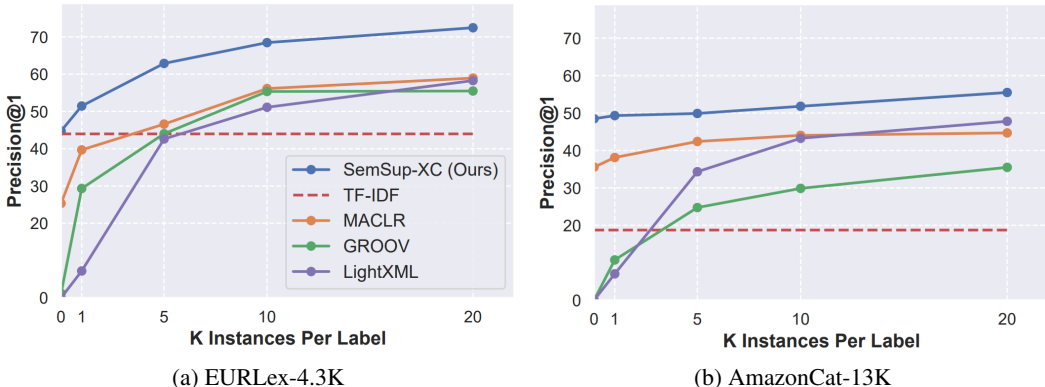 70
60
50
40
30
20
0
Precision@1
SemSup-XC (Ours)
TF-IDF
MACLR
GROOV
LightXML
0 1 5 10 20
K Instances Per Label
(a) EURLex-4.3K
70
60
50
40
30
20
0
Precision@1
0 1 5 10 20
K Instances Per Label
(b) AmazonCat-13K